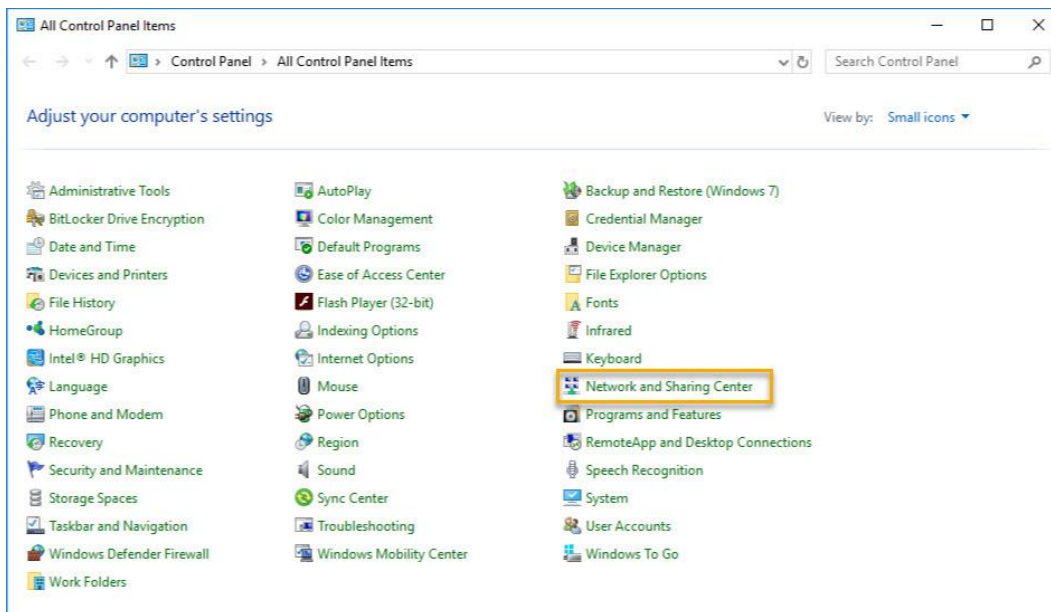 All Control Panel Items
Control Panel > All Control Panel Items
Search Control Panel
Adjust your computer's settings
View by: Small icons
Administrative Tools
AutoPlay
Backup and Restore (Windows 7)
BitLocker Drive Encryption
Color Management
Credential Manager
Date and Time
Default Programs
Device Manager
Devices and Printers
Ease of Access Center
File Explorer Options
File History
Flash Player (32-bit)
Fonts
HomeGroup
Indexing Options
Infrared
Intel® HD Graphics
Internet Options
Keyboard
Language
Mouse
Network and Sharing Center
Phone and Modem
Power Options
Programs and Features
Recovery
Region
RemoteApp and Desktop Connections
Security and Maintenance
Sound
Speech Recognition
Storage Spaces
Sync Center
System
Taskbar and Navigation
Troubleshooting
User Accounts
Windows Defender Firewall
Windows Mobility Center
Windows To Go
Work Folders